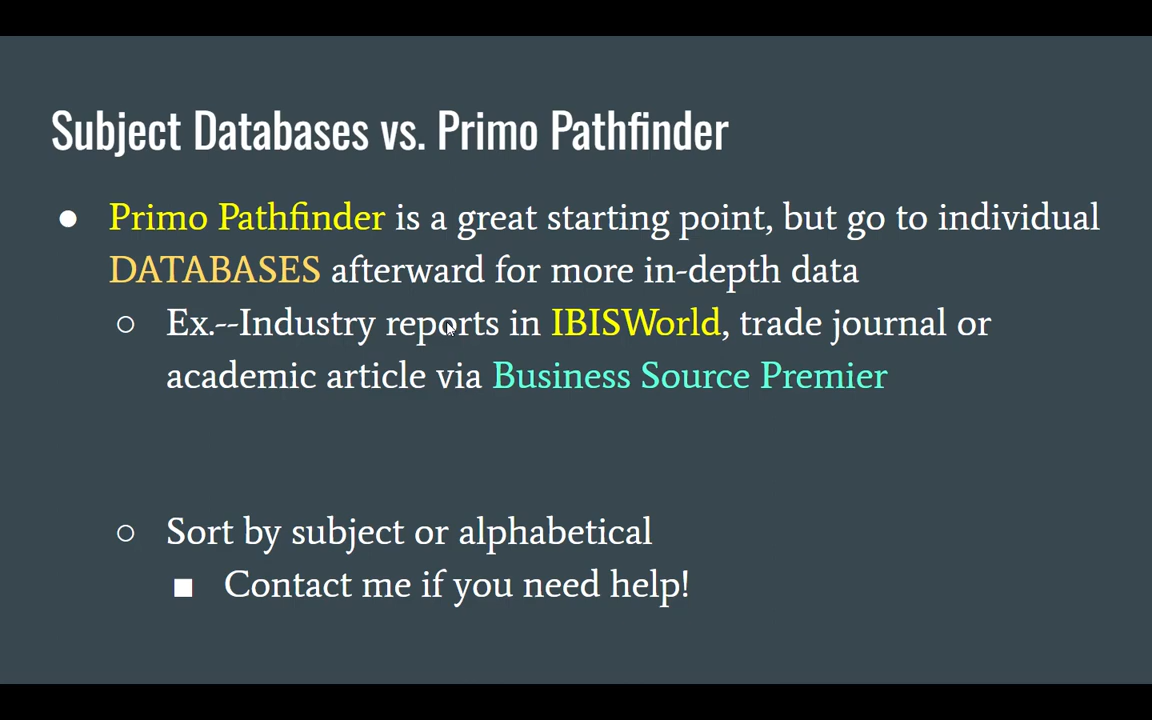 Subject Databases vs. Primo Pathfinder
● Primo Pathfinder is a great starting point, but go to individual
DATABASES afterward for more in-depth data
○ Ex.--Industry reports in IBISWorld, trade journal or
academic article via Business Source Premier
○ Sort by subject or alphabetical
■ Contact me if you need help!